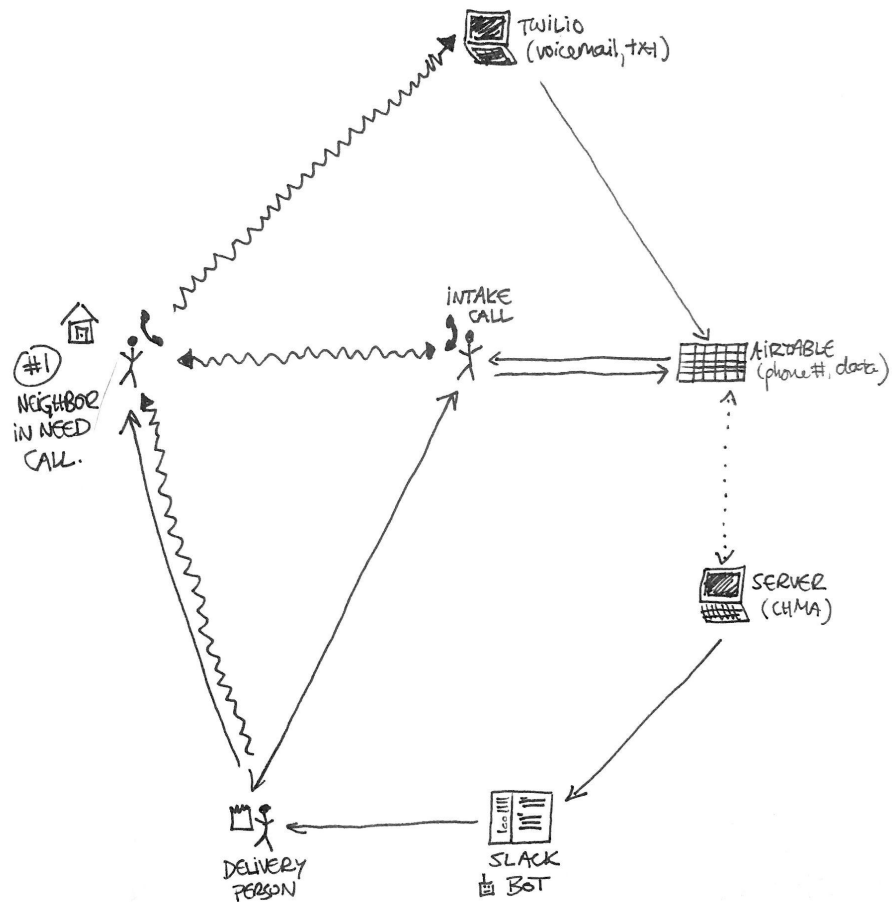 TWILIO
(voicemail, txt)
INTAKE
CALL
#1
NEIGHBOR
IN NEED
CALL.
AIRTABLE
(phone #, data)
SERVER
(CHMA)
SLACK
BOT
DELIVERY
PERSON